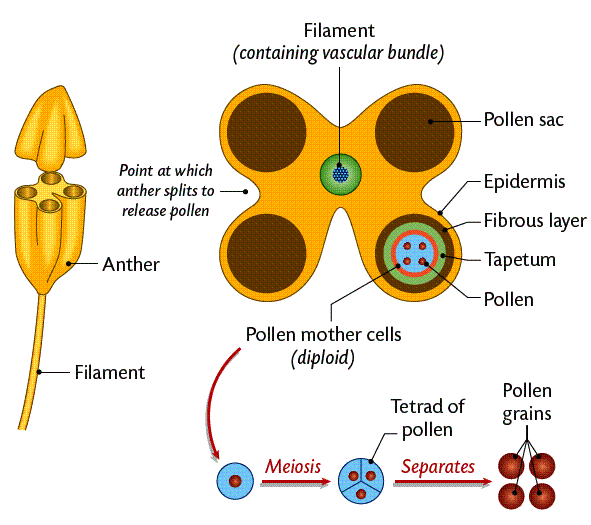 Filament
(containing vascular bundle)
Pollen sac
Point at which
anther splits to
release pollen
Epidermis
Fibrous layer
Tapetum
Pollen
Anther
Filament
Pollen mother cells
(diploid)
Meiosis
Tetrad of
pollen
Separates
Pollen
grains